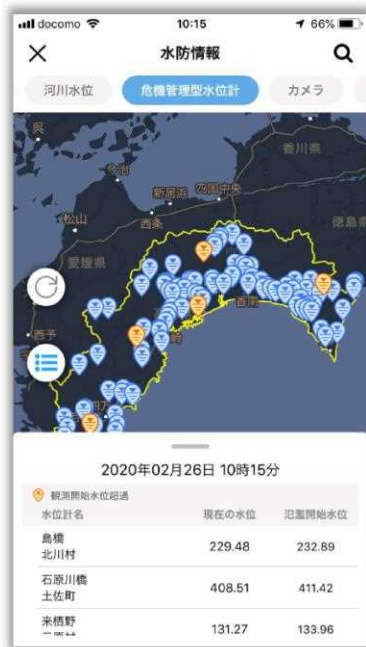 docomo 10:15 66%
水防情報
河川水位 危機管理型水位計 カメラ
呉
香川県
今治
新居浜 四国中央
松山
西条
徳島県
愛媛県
香南
西予
2020年02月26日 10時15分
観測開始水位超過
水位計名 現在の水位 氾濫開始水位
島橋
北川村 229.48 232.89
石原川橋
土佐町 408.51 411.42
来栖野
131.27 133.96